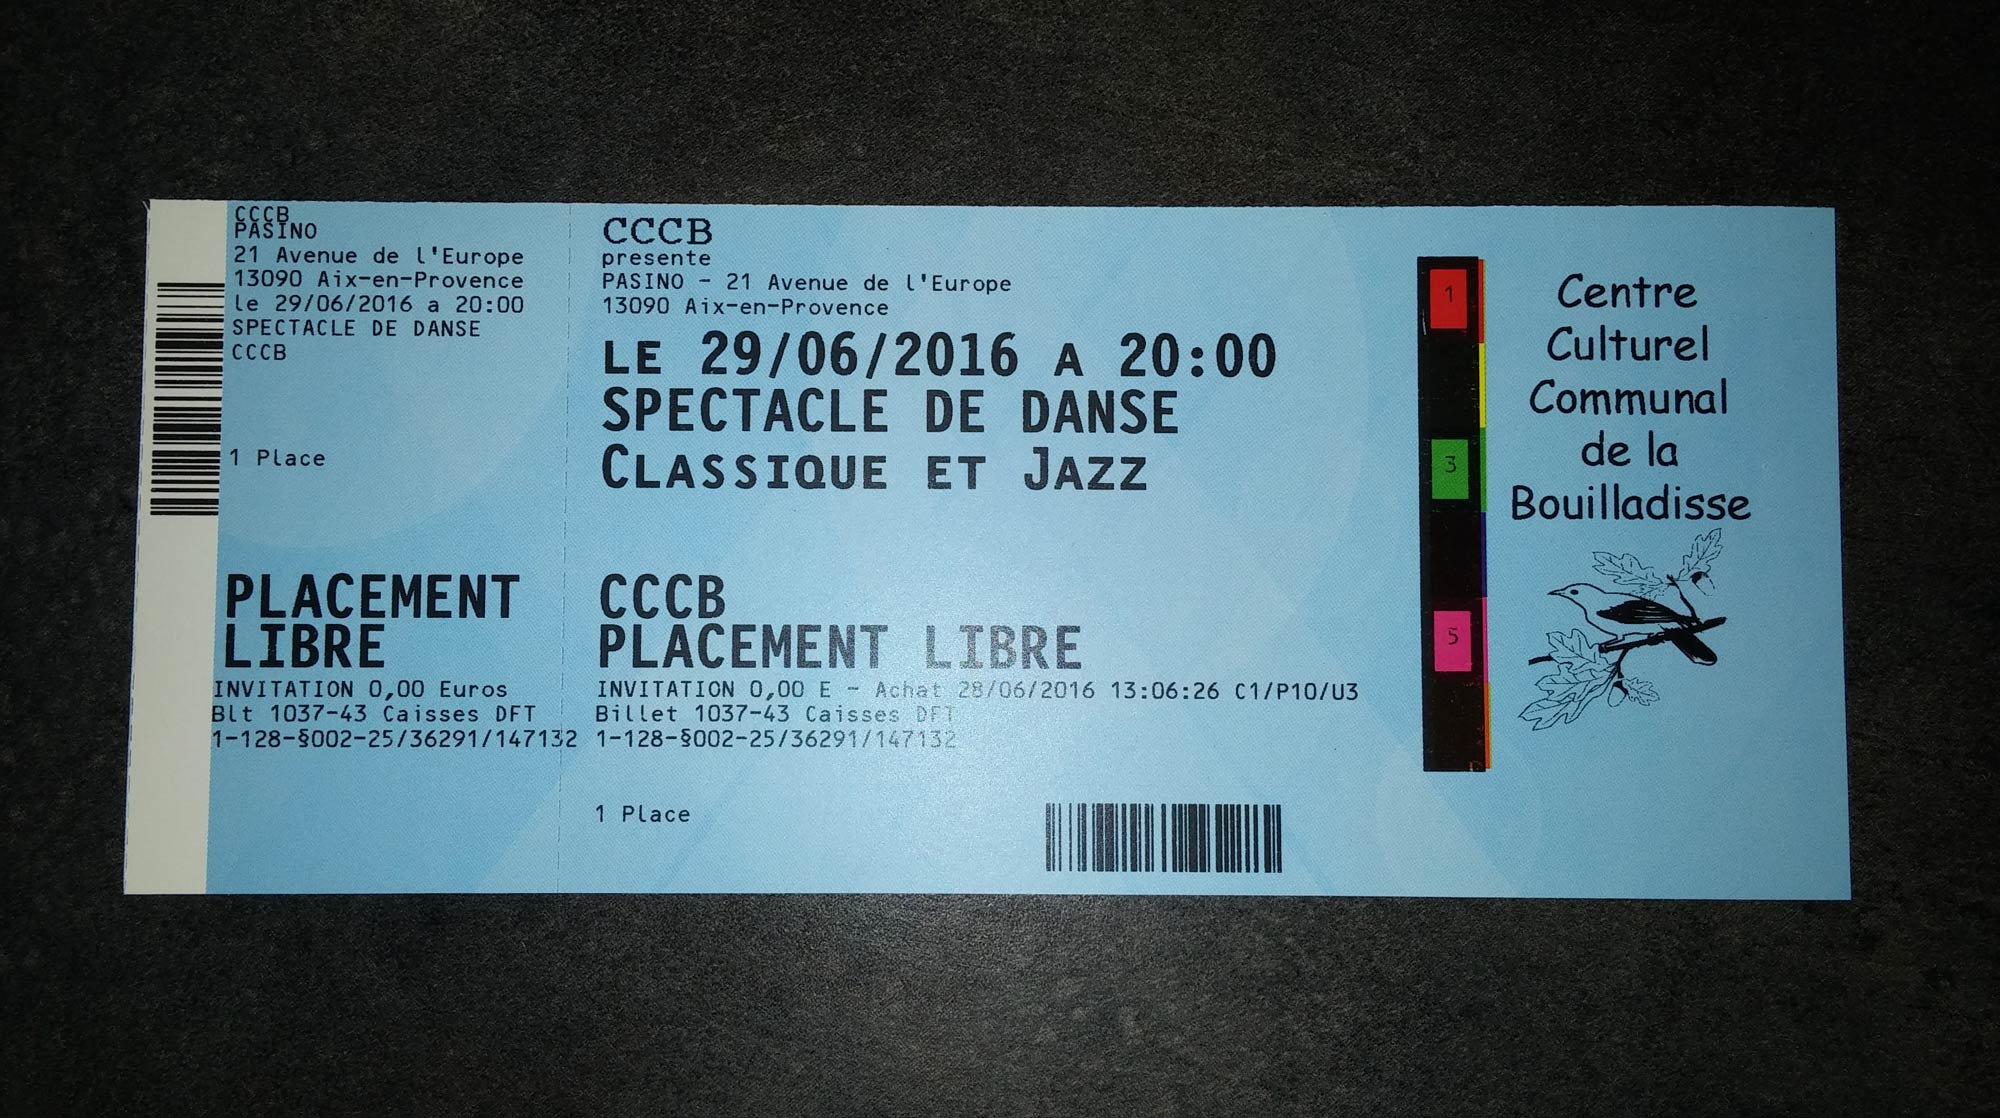 CCCB
PASINO
21 Avenue de l'Europe
13090 Aix-en-Provence
le 29/06/2016 a 20:00
SPECTACLE DE DANSE
CCCB
1 Place
PLACEMENT
LIBRE
INVITATION 0,00 Euros
Blt 1037-43 Caisses DFT
1-128-§002-25/36291/147132
CCCB
presente
PASINO - 21 Avenue de l'Europe
13090 Aix-en-Provence
LE 29/06/2016 A 20:00
SPECTACLE DE DANSE
CLASSIQUE ET JAZZ
CCCB
PLACEMENT LIBRE
INVITATION 0,00 E - Achat 28/06/2016 13:06:26 C1/P10/U3
Billet 1037-43 Caisses DFT
1-128-§002-25/36291/147132
1 Place
1
3
5
Centre
Culturel
Communal
de la
Bouilladisse